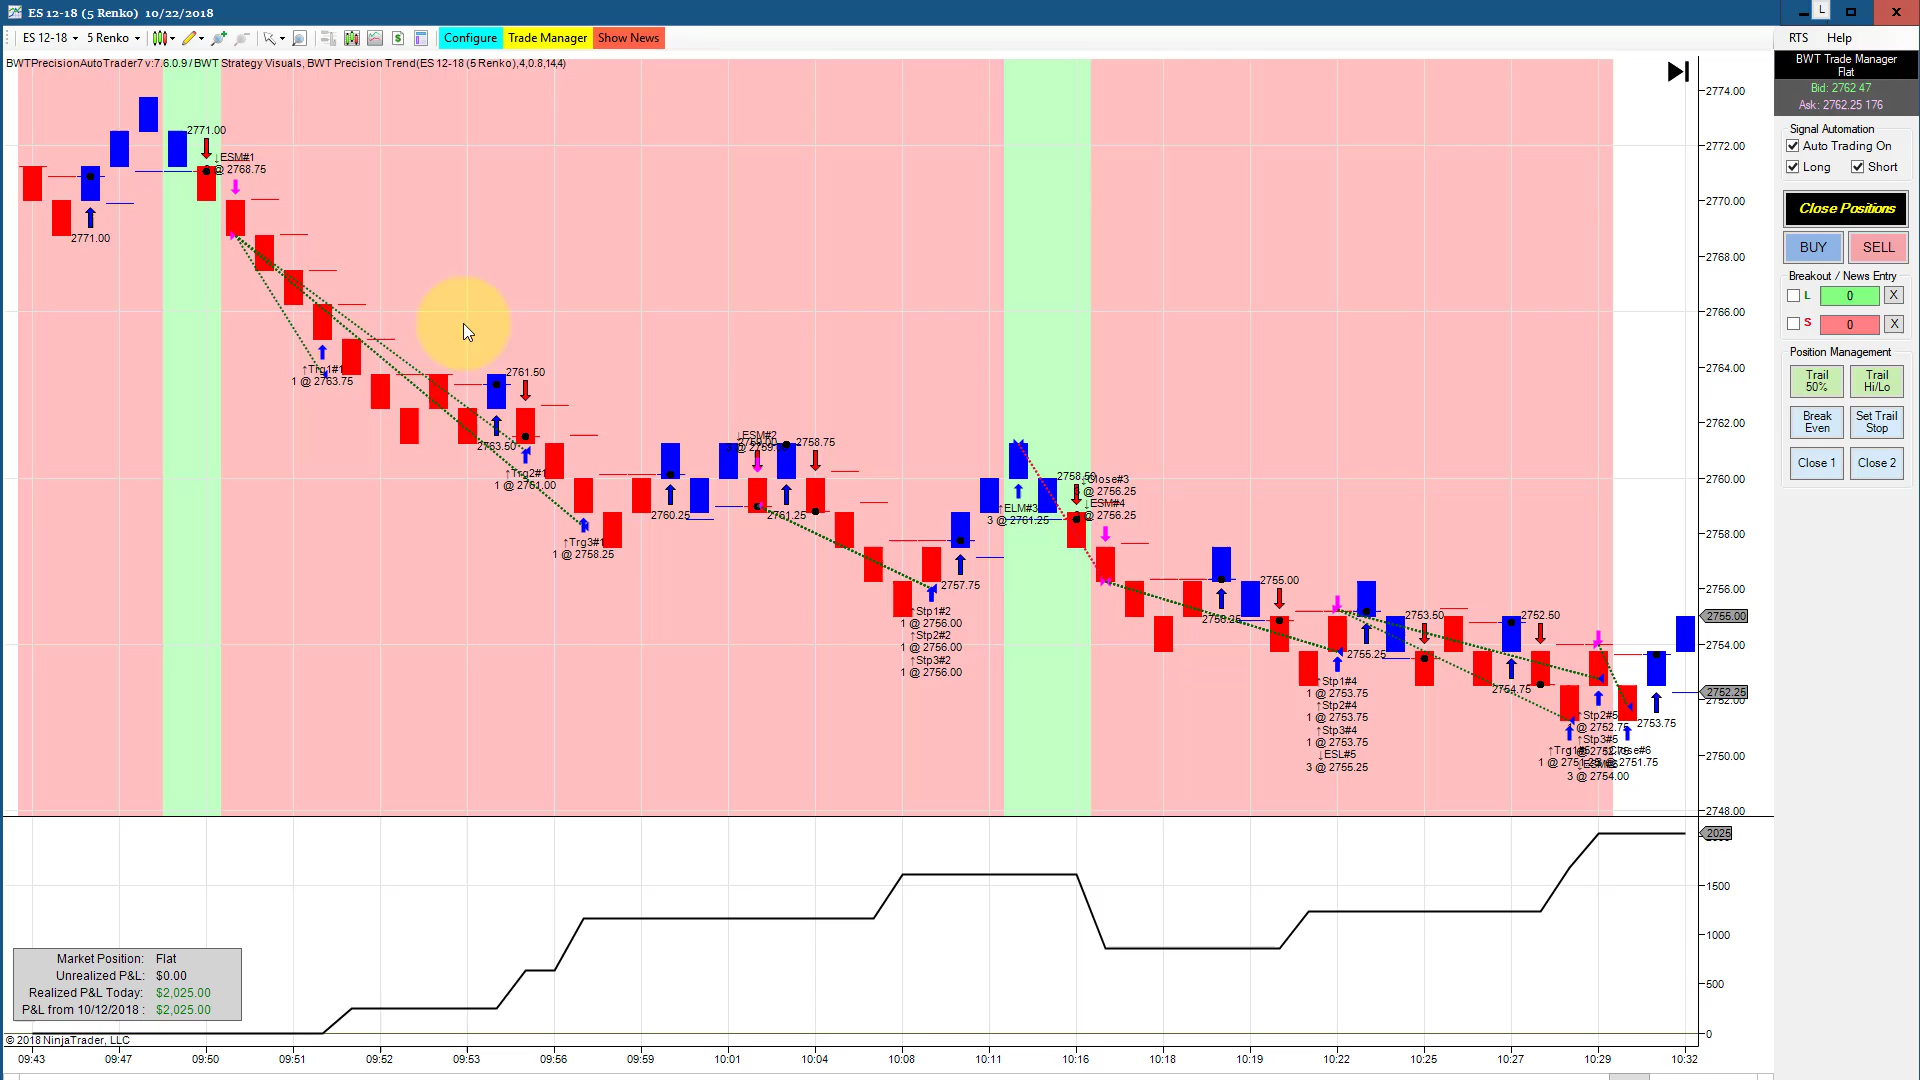 ES 12-18 (5 Renko)  10/22/2018
L
ES 12-18
5 Renko
$
Configure
Trade Manager
Show News
RTS
Help
BWTPrecisionAutoTrader7 v:7.6.0.9 / BWT Strategy Visuals, BWT Precision Trend(ES 12-18 (5 Renko),4,0.8,14,4)
BWT Trade Manager
Flat
Bid: 2762 47
Ask: 2762.25 176
Signal Automation
Auto Trading On
Long
Short
Close Positions
BUY
SELL
Breakout / News Entry
L
0
X
S
0
X
Position Management
Trail 50%
Trail Hi/Lo
Break Even
Set Trail Stop
Close 1
Close 2
2774.00
2772.00
2770.00
2768.00
2766.00
2764.00
2762.00
2760.00
2758.00
2756.00
2755.00
2754.00
2752.25
2752.00
2750.00
2748.00
2771.00
2771.00
↓ESM#1
@ 2768.75
↑Trg1#1
1 @ 2763.75
2763.50
2761.50
↑Trg2#1
1 @ 2761.00
↑Trg3#1
1 @ 2758.25
2760.25
↓ESM#2
2761.25
2758.75
↑Stp1#2
1 @ 2756.00
↑Stp2#2
1 @ 2756.00
↑Stp3#2
1 @ 2756.00
2757.75
↑ELM#3
3 @ 2761.25
2758.50
↓Close#3
@ 2756.25
↓ESM#4
@ 2756.25
2755.00
↑Stp1#4
1 @ 2753.75
↑Stp2#4
1 @ 2753.75
↑Stp3#4
1 @ 2753.75
↓ESL#5
3 @ 2755.25
2755.25
2753.50
2754.75
2752.50
↑Stp2#5
@ 2752.75
↑Stp3#5
3 @ 2754.00
2753.75
2025
1500
1000
500
0
Market Position: Flat
Unrealized P&L: $0.00
Realized P&L Today: $2,025.00
P&L from 10/12/2018 : $2,025.00
© 2018 NinjaTrader, LLC
09:43
09:47
09:50
09:51
09:52
09:53
09:56
09:59
10:01
10:04
10:08
10:11
10:16
10:18
10:19
10:22
10:25
10:27
10:29
10:32